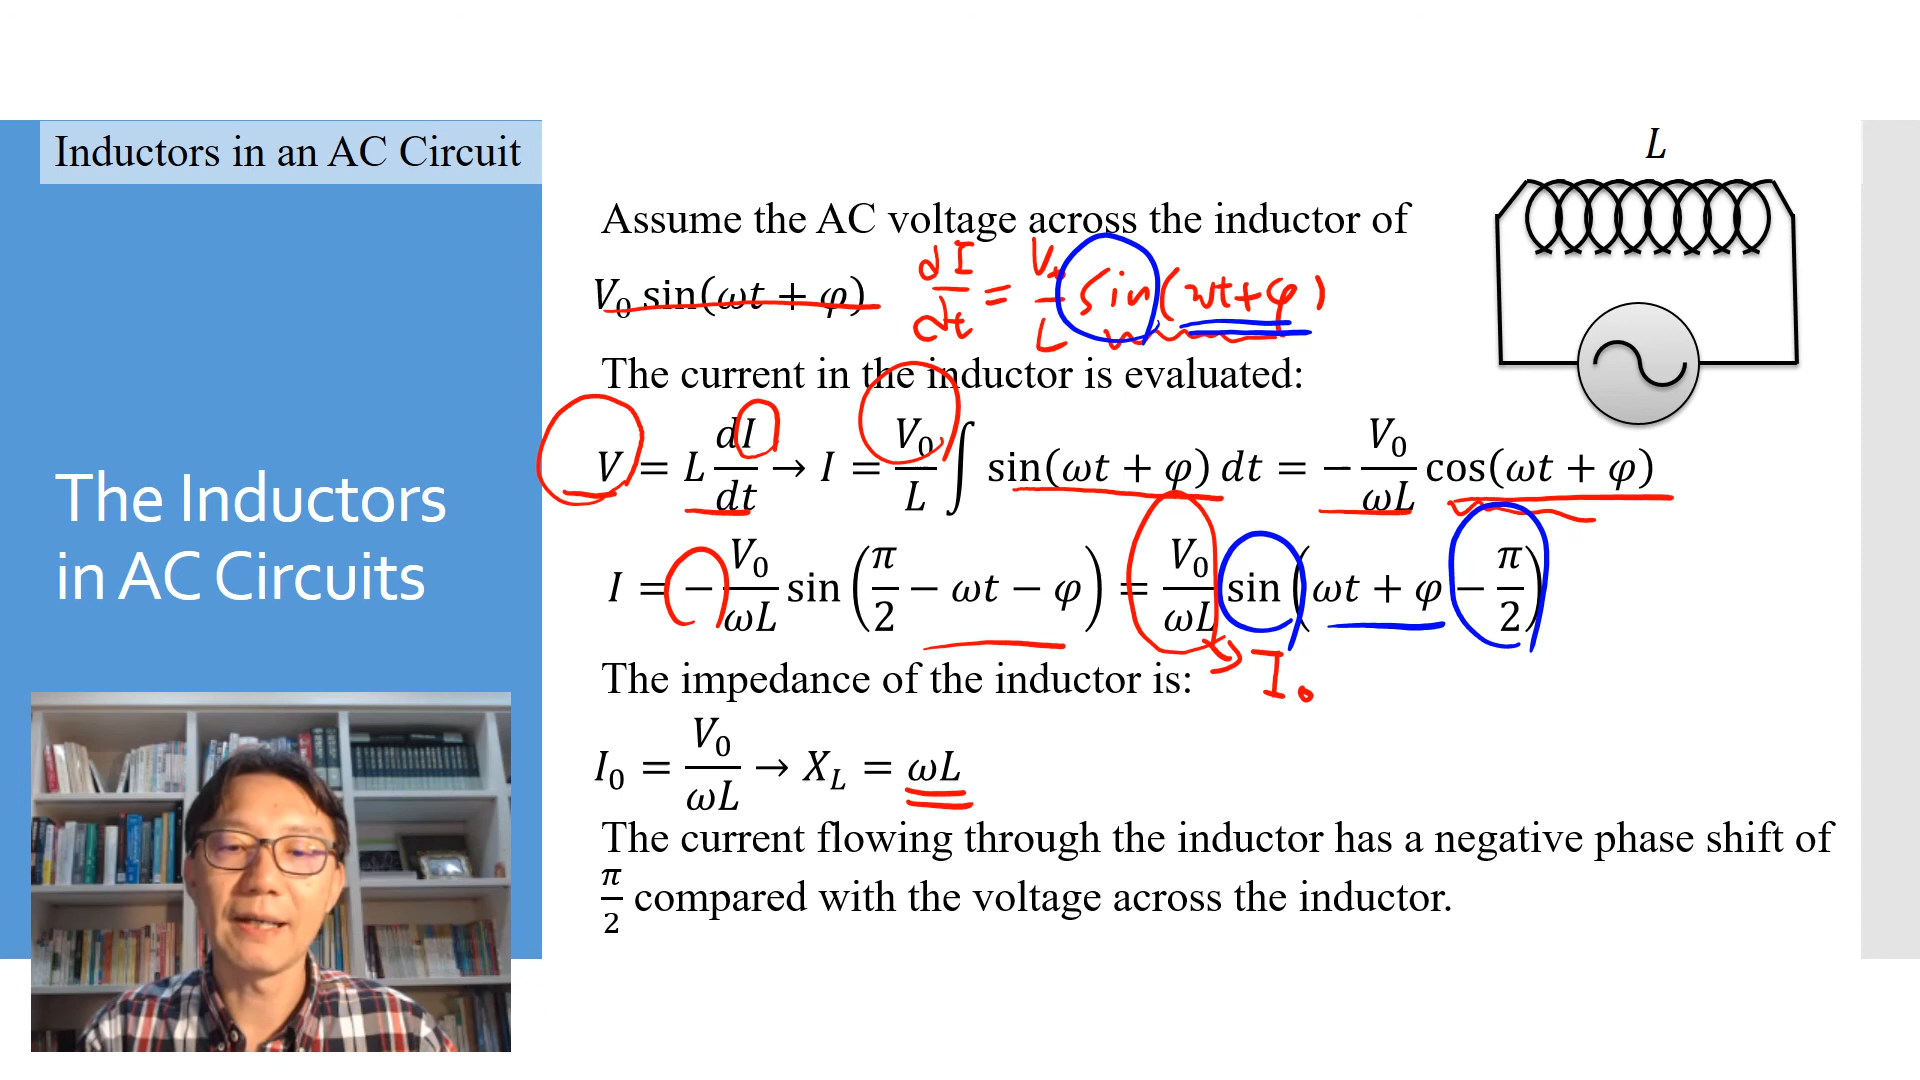 Inductors in an AC Circuit
The Inductors
in AC Circuits
L
Assume the AC voltage across the inductor of
V₀ sin(ωt + φ)
dI/dt = V₀/L sin(ωt+φ)
The current in the inductor is evaluated:
V = L dI/dt → I = V₀/L ∫ sin(ωt + φ) dt = − V₀/ωL cos(ωt + φ)
I = − V₀/ωL sin(π/2 − ωt − φ) = V₀/ωL sin(ωt + φ − π/2)
I₀
The impedance of the inductor is:
I₀ = V₀/ωL → X_L = ωL
The current flowing through the inductor has a negative phase shift of
π/2 compared with the voltage across the inductor.